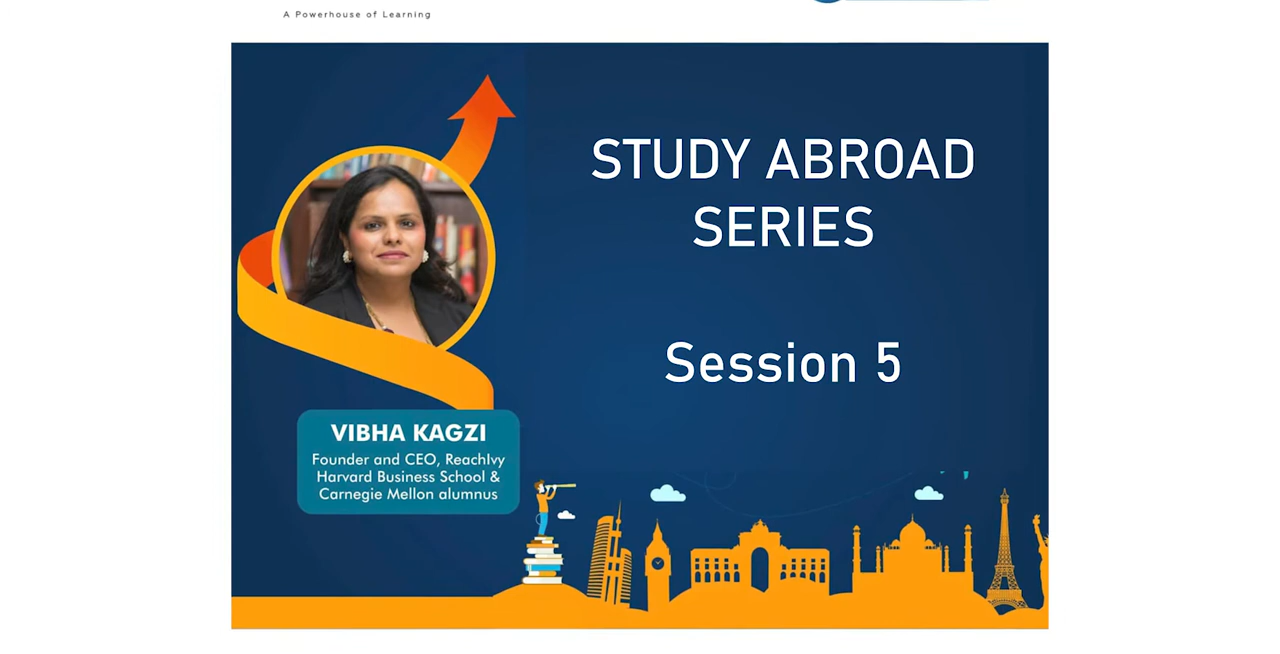 A Powerhouse of Learning
STUDY ABROAD
SERIES
Session 5
VIBHA KAGZI
Founder and CEO, ReachIvy
Harvard Business School &
Carnegie Mellon alumnus